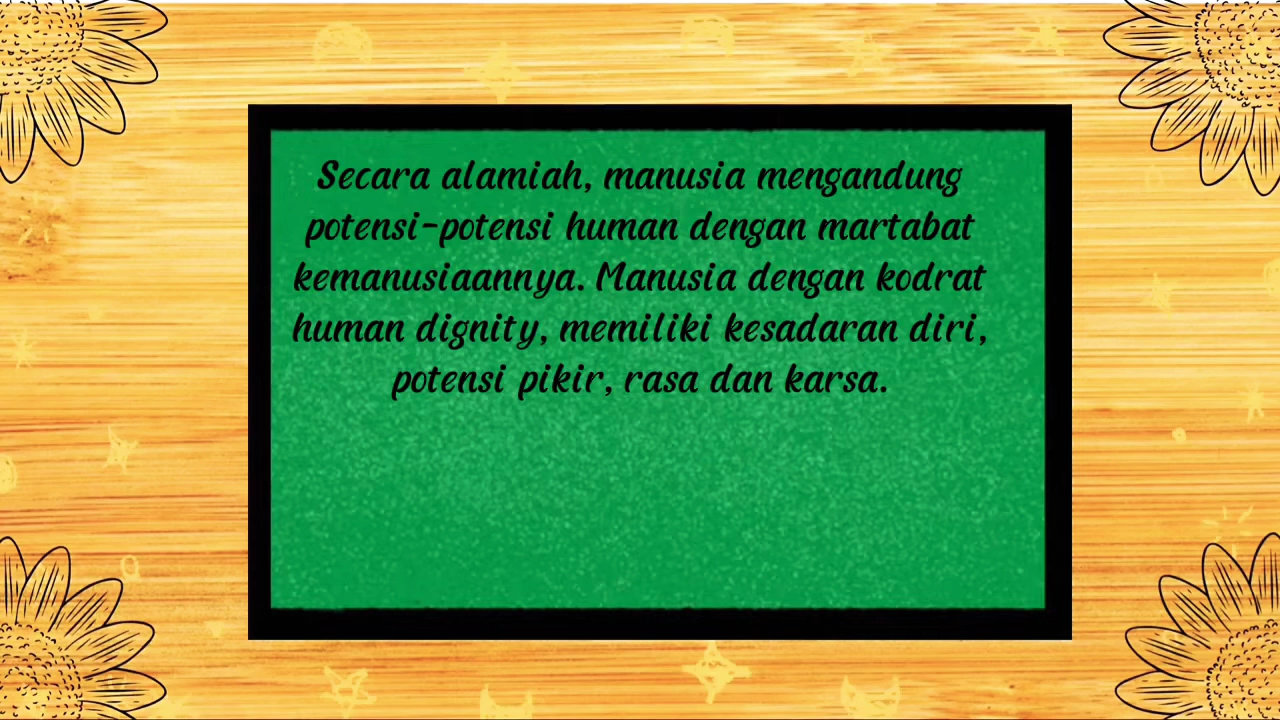 Secara alamiah, manusia mengandung
potensi-potensi human dengan martabat
kemanusiaannya. Manusia dengan kodrat
human dignity, memiliki kesadaran diri,
potensi pikir, rasa dan karsa.